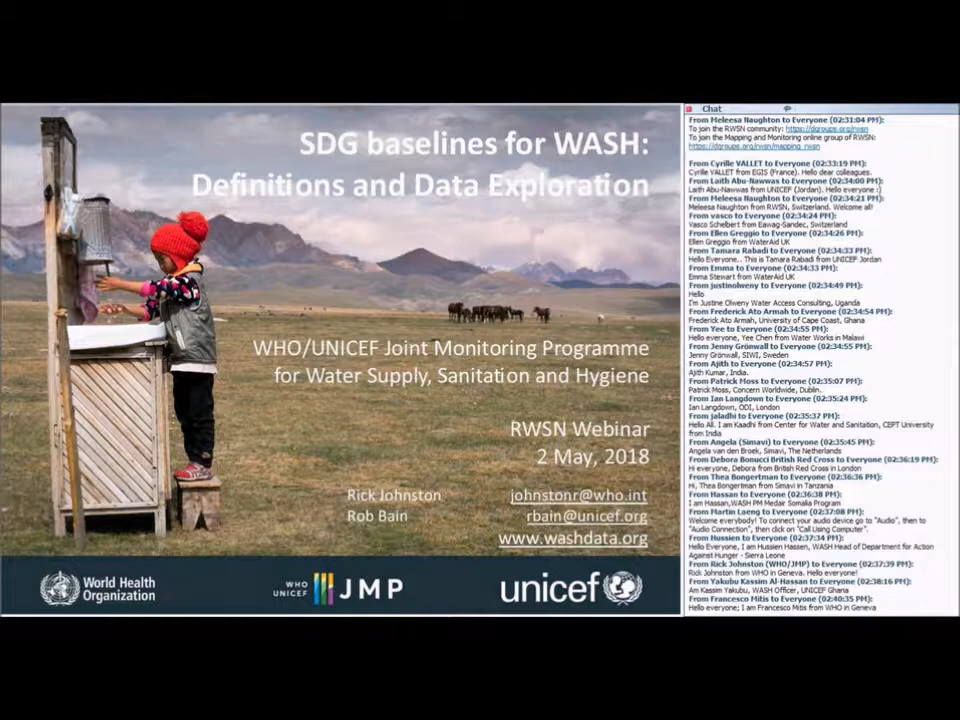 SDG baselines for WASH:
Definitions and Data Exploration
WHO/UNICEF Joint Monitoring Programme
for Water Supply, Sanitation and Hygiene
RWSN Webinar
2 May, 2018
Rick Johnston johnstonr@who.int
Rob Bain rbain@unicef.org
www.washdata.org
World Health
Organization
WHO
UNICEF
JMP
unicef
Chat
From Meleesa Naughton to Everyone (02:31:04 PM):
To join the RWSN community: https://dgroups.org/rwsn
To join the Mapping and Monitoring online group of RWSN:
https://dgroups.org/rwsn/mapping_rwsn
From Cyrille VALLET to Everyone (02:33:19 PM):
Cyrille VALLET from EGIS (France). Hello dear colleagues.
From Laith Abu-Nawwas to Everyone (02:34:00 PM):
Laith Abu-Nawwas from UNICEF (Jordan). Hello everyone :)
From Meleesa Naughton to Everyone (02:34:21 PM):
Meleesa Naughton from RWSN, Switzerland. Welcome all!
From vasco to Everyone (02:34:24 PM):
Vasco Schelbert from Eawag-Sandec, Switzerland
From Ellen Greggio to Everyone (02:34:26 PM):
Ellen Greggio from WaterAid UK
From Tamara Rabadi to Everyone (02:34:33 PM):
Hello Everyone.. This is Tamara Rabadi from UNICEF Jordan
From Emma to Everyone (02:34:33 PM):
Emma Stewart from WaterAid UK
From justinolweny to Everyone (02:34:49 PM):
Hello
I'm Justine Olweny Water Access Consulting, Uganda
From Frederick Ato Armah to Everyone (02:34:54 PM):
Frederick Ato Armah, University of Cape Coast, Ghana
From Yee to Everyone (02:34:55 PM):
Hello everyone, Yee Chen from Water Works in Malawi
From Jenny Grönwall to Everyone (02:34:55 PM):
Jenny Grönwall, SIWI, Sweden
From Ajith to Everyone (02:34:57 PM):
Ajith Kumar, India.
From Patrick Moss to Everyone (02:35:07 PM):
Patrick Moss, Concern Worldwide, Dublin.
From Ian Langdown to Everyone (02:35:24 PM):
Ian Langdown, ODI, London
From jaladhi to Everyone (02:35:37 PM):
Hello All. I am Kaadhi from Center for Water and Sanitation, CEPT University
from India
From Angela (Simavi) to Everyone (02:35:45 PM):
Angela van den Broek, Simavi, The Netherlands
From Debora Bonucci British Red Cross to Everyone (02:36:19 PM):
Hi everyone, Debora from British Red Cross in London
From Thea Bongertman to Everyone (02:36:36 PM):
Hi, Thea Bongertman from Simavi in Tanzania
From Hassan to Everyone (02:36:38 PM):
I am Hassan,WASH PM Medair Somalia Program
From Martin Laeng to Everyone (02:37:08 PM):
Welcome everybody! To connect your audio device go to "Audio", then to
"Audio Connection", then click on "Call Using Computer".
From Hussien to Everyone (02:37:34 PM):
Hello Everyone, I am Hussien Hassen, WASH Head of Department for Action
Against Hunger - Sierra Leone
From Rick Johnston (WHO/JMP) to Everyone (02:37:39 PM):
Rick Johnston from WHO in Geneva. Hello everyone!
From Yakubu Kassim Al-Hassan to Everyone (02:38:16 PM):
Am Kassim Yakubu, WASH Officer, UNICEF Ghana
From Francesco Mitis to Everyone (02:40:35 PM):
Hello everyone; I am Francesco Mitis from WHO in Geneva